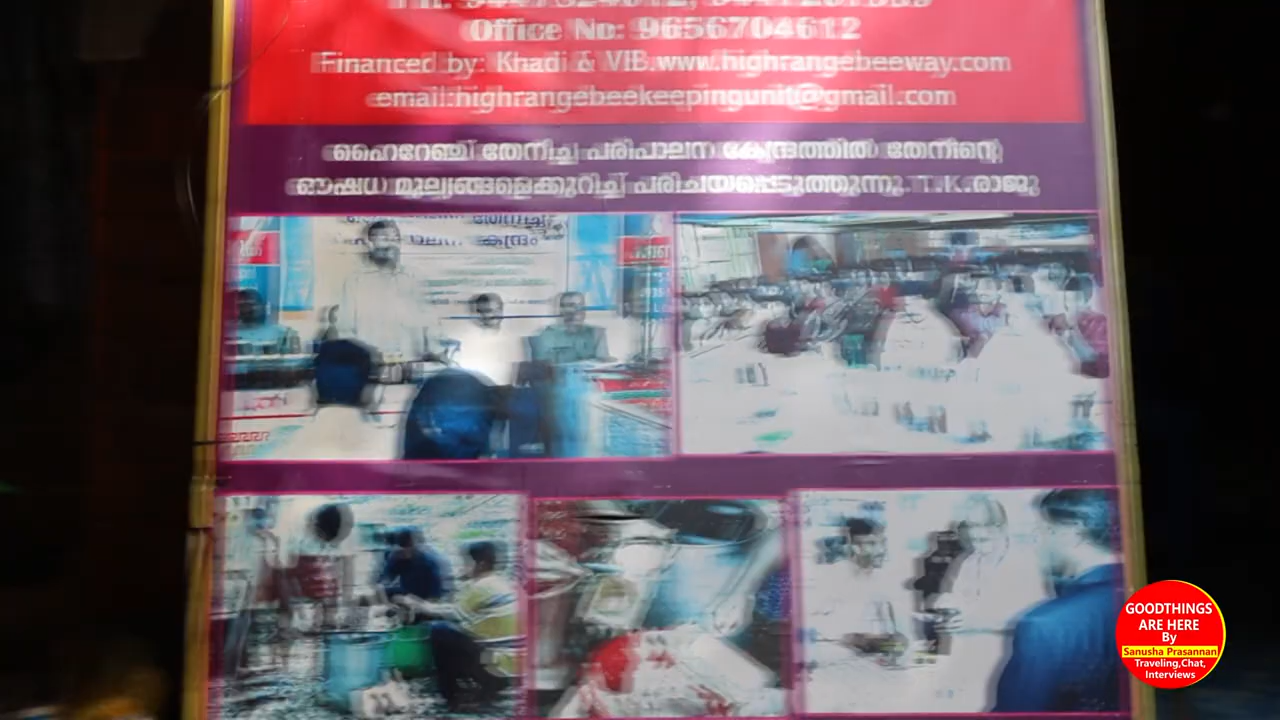 Office No: 9656704612
Financed by: Khadi & VIB.www.highrangebeeway.com
email:highrangebeekeepingunit@gmail.com
ഹൈറേഞ്ച് തേനീച്ച പരിപാലന കേന്ദ്രത്തിൽ തേനിന്റെ
ഔഷധ മൂല്യങ്ങളെക്കുറിച്ച് പരിചയപ്പെടുത്തുന്നു. T.K.രാജു
തേനീച്ച
കേന്ദ്രം
GOODTHINGS
ARE HERE
By
Sanusha Prasannan
Traveling,Chat,
Interviews